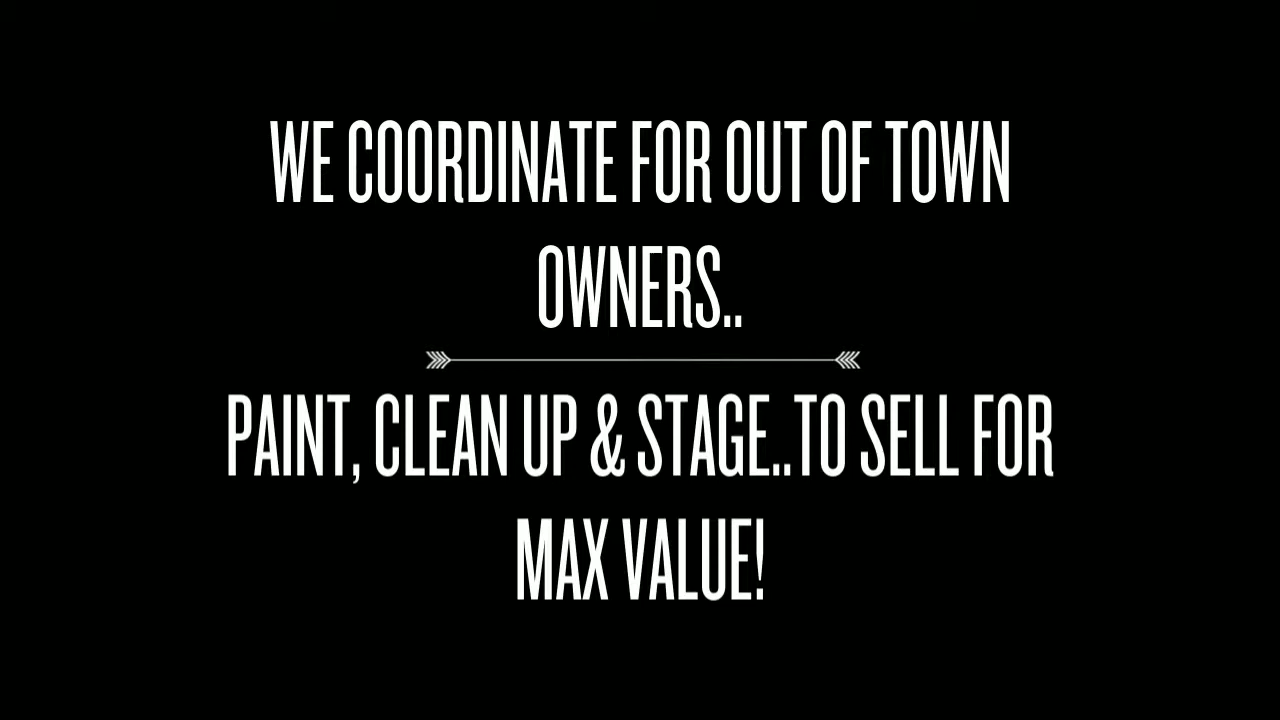 WE COORDINATE FOR OUT OF TOWN
OWNERS..
PAINT, CLEAN UP & STAGE..TO SELL FOR
MAX VALUE!